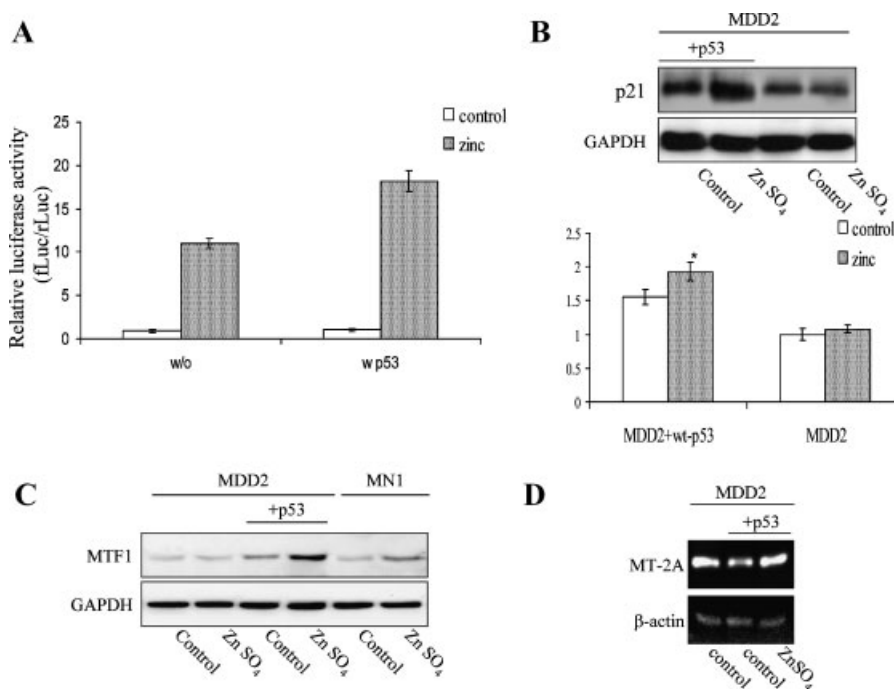 A
Relative luciferase activity
(fLuc/rLuc)
25
20
15
10
5
0
control
zinc
w/o
w p53
B
MDD2
+p53
p21
GAPDH
Control
Zn SO4
Control
Zn SO4
control
zinc
2.5
2
1.5
1
0.5
0
*
MDD2+wt-p53
MDD2
C
MDD2
MN1
+p53
MTF1
GAPDH
Control
Zn SO4
Control
Zn SO4
Control
Zn SO4
D
MDD2
+p53
MT-2A
β-actin
control
control
ZnSO4